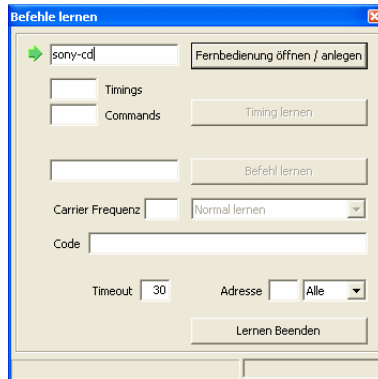 Befehle lernen
sony-cd Fernbedienung öffnen / anlegen
Timings
Commands Timing lernen
Befehl lernen
Carrier Frequenz Normal lernen
Code
Timeout 30 Adresse Alle
Lernen Beenden